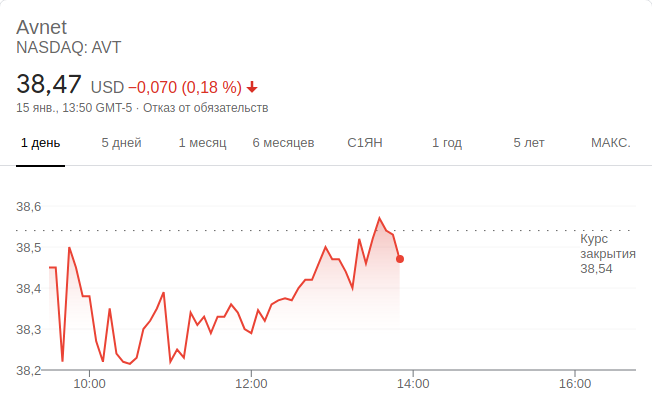 Avnet
NASDAQ: AVT
38,47 USD −0,070 (0,18 %)
15 янв., 13:50 GMT-5 · Отказ от обязательств
1 день 5 дней 1 месяц 6 месяцев С1ЯН 1 год 5 лет МАКС.
38,6
38,5
38,4
38,3
38,2
Курс
закрытия
38,54
10:00 12:00 14:00 16:00